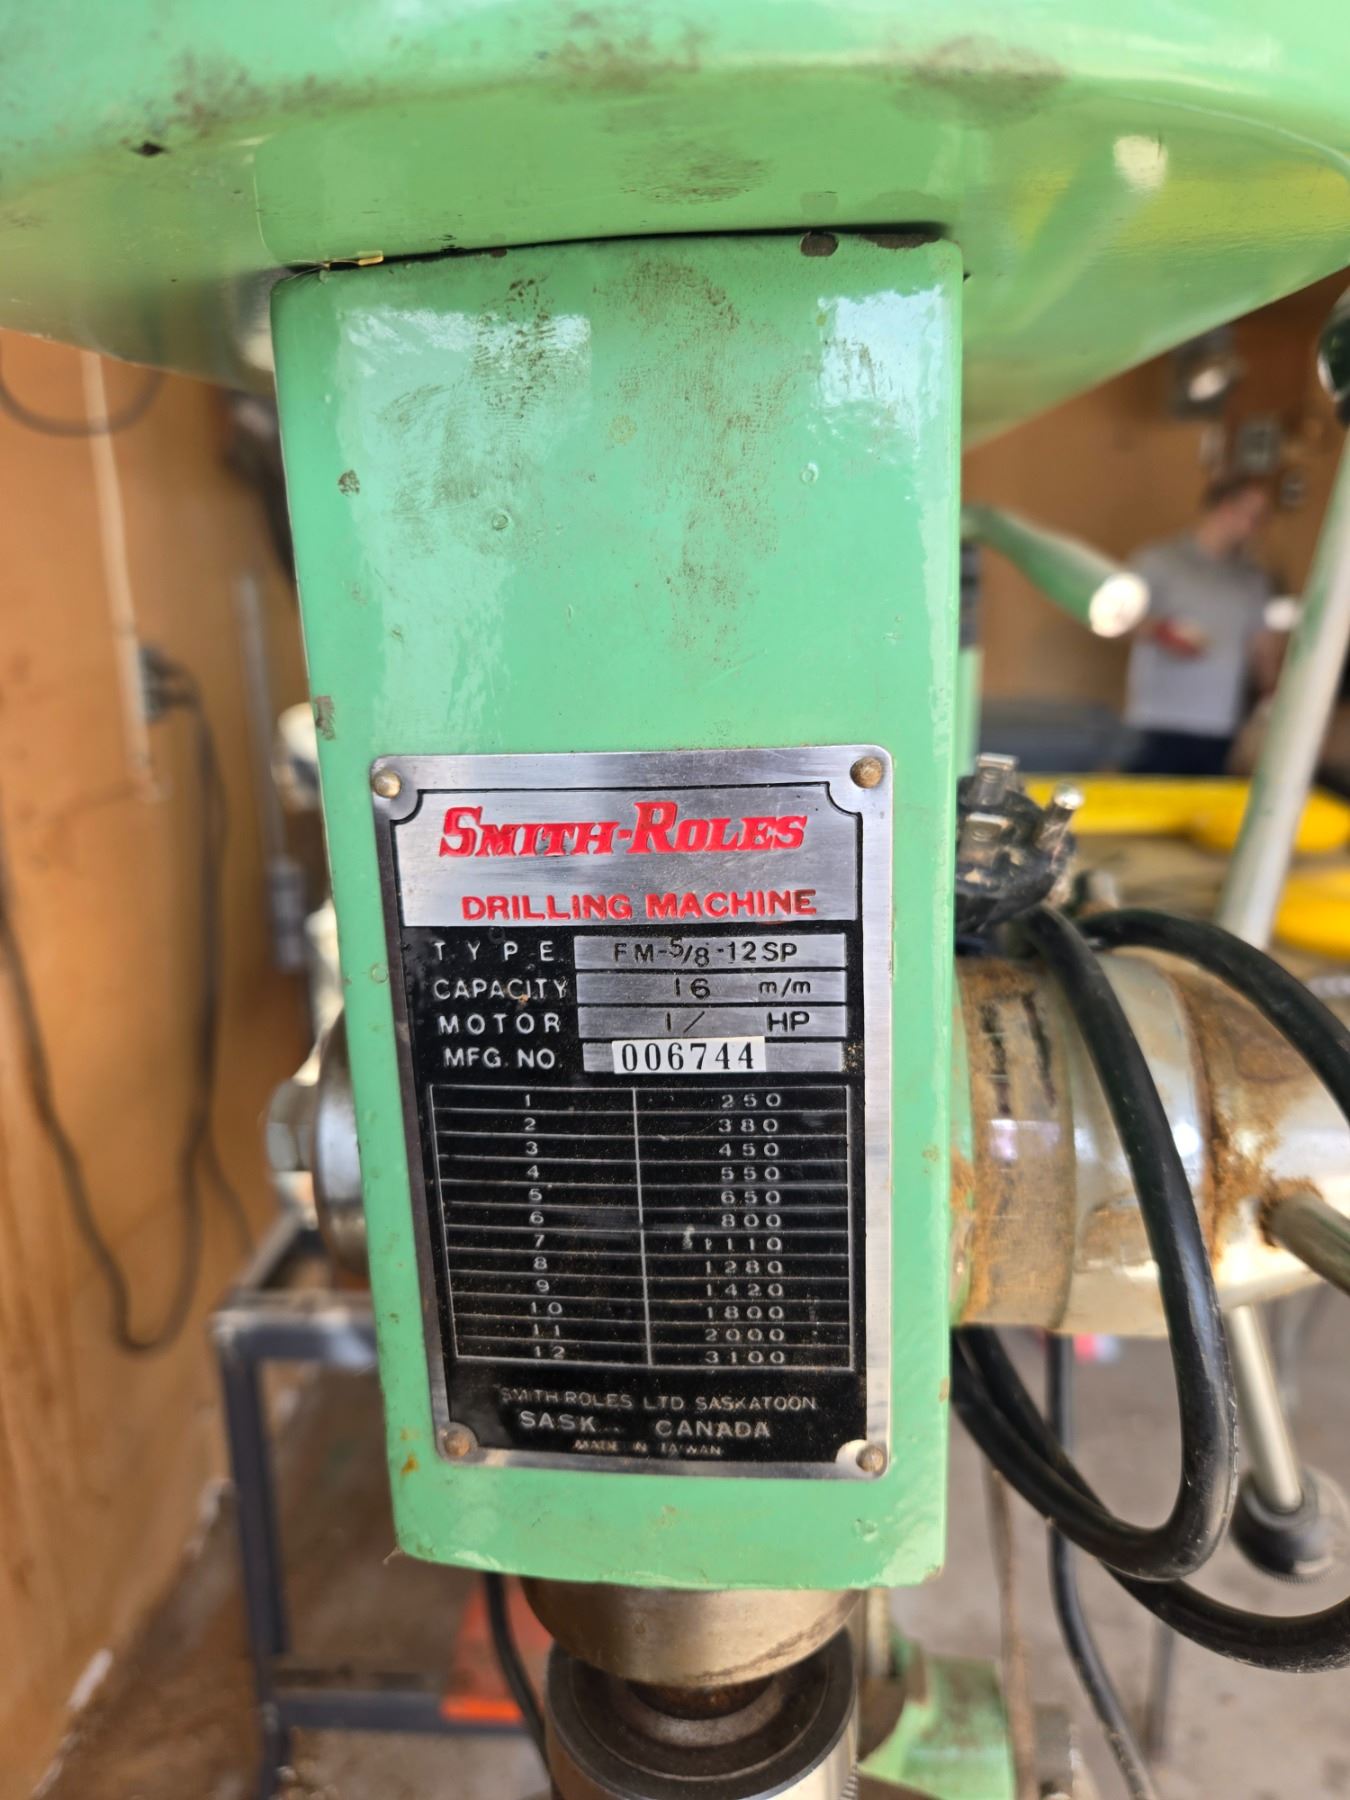 SMITH-ROLES
DRILLING MACHINE
TYPE FM-5/8-12SP
CAPACITY 16 m/m
MOTOR 1/ HP
MFG. NO. 006744
1 250
2 380
3 450
4 550
5 650
6 800
7 1110
8 1280
9 1420
10 1800
11 2000
12 3100
SMITH-ROLES LTD SASKATOON
SASK. CANADA
MADE IN TAIWAN